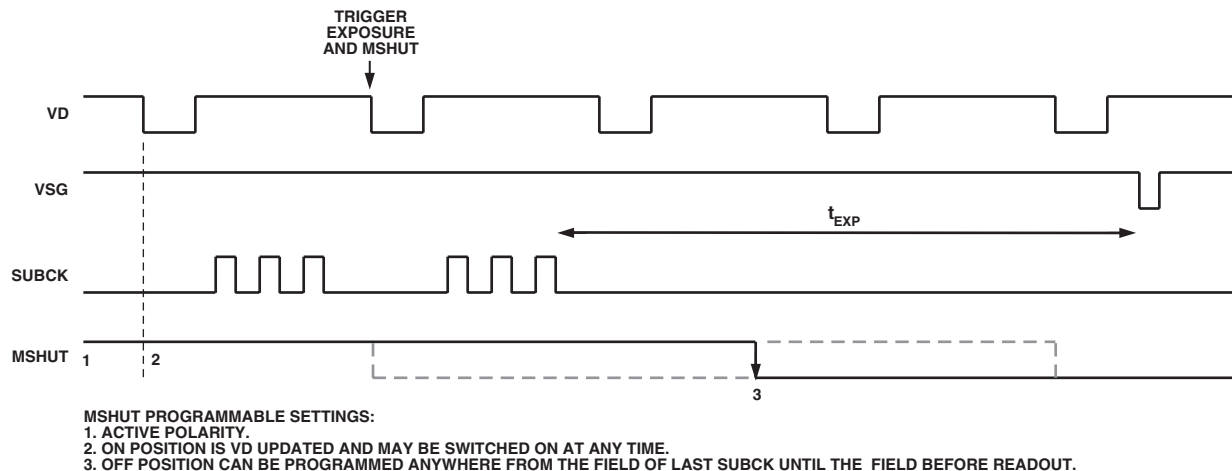 TRIGGER
EXPOSURE
AND MSHUT
VD
VSG
tEXP
SUBCK
MSHUT
1
2
3
MSHUT PROGRAMMABLE SETTINGS:
1. ACTIVE POLARITY.
2. ON POSITION IS VD UPDATED AND MAY BE SWITCHED ON AT ANY TIME.
3. OFF POSITION CAN BE PROGRAMMED ANYWHERE FROM THE FIELD OF LAST SUBCK UNTIL THE FIELD BEFORE READOUT.